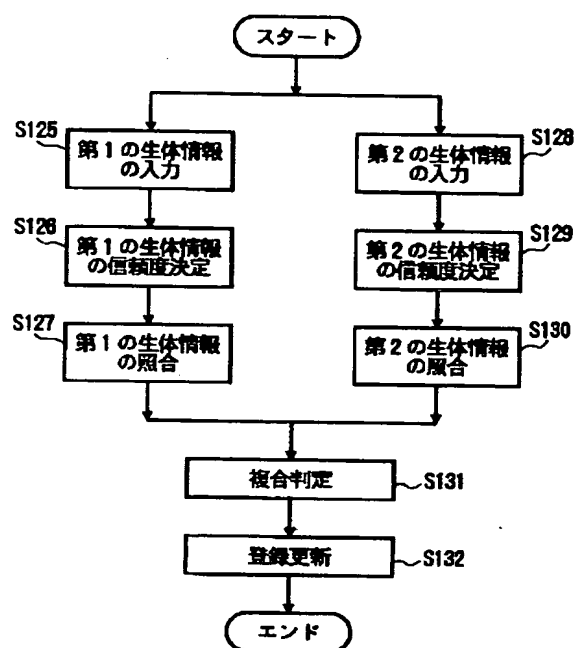 スタート
S125
第1の生体情報
の入力
S128
第2の生体情報
の入力
S126
第1の生体情報
の信頼度決定
S129
第2の生体情報
の信頼度決定
S127
第1の生体情報
の照合
S130
第2の生体情報
の照合
複合判定
S131
登録更新
S132
エンド